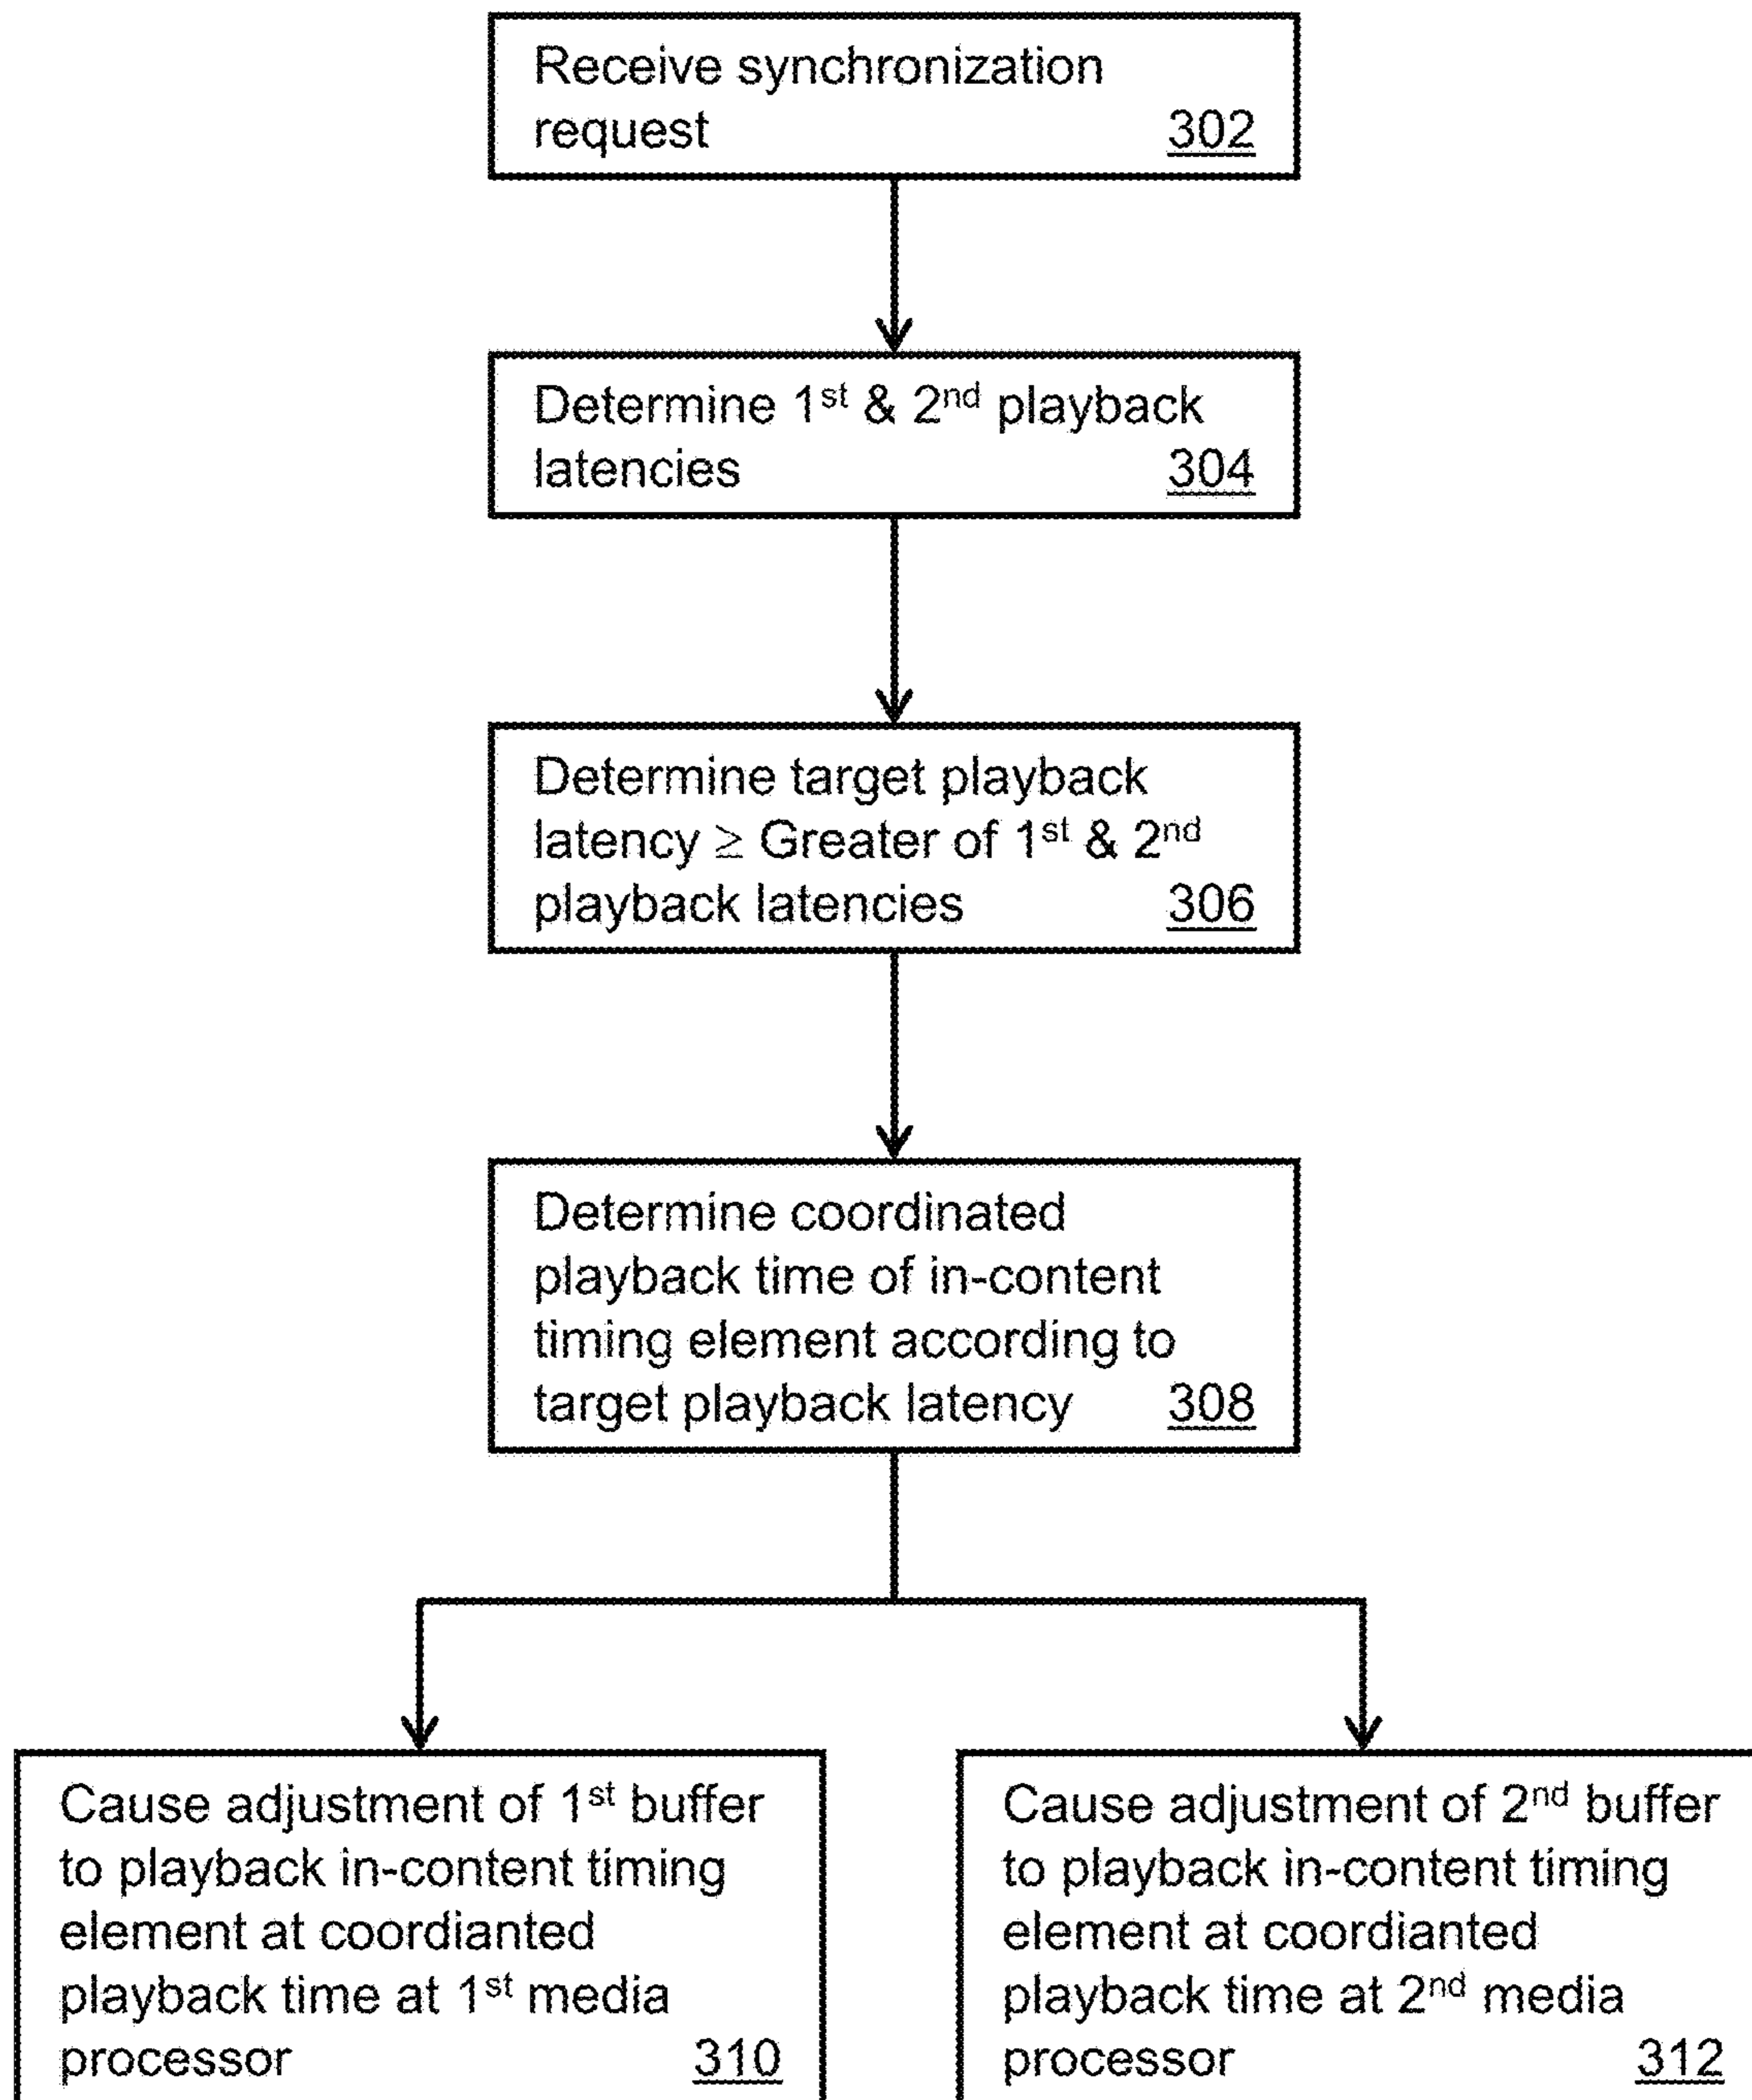 Receive synchronization
request 302
Determine 1st & 2nd playback
latencies 304
Determine target playback
latency ≥ Greater of 1st & 2nd
playback latencies 306
Determine coordinated
playback time of in-content
timing element according to
target playback latency 308
Cause adjustment of 1st buffer
to playback in-content timing
element at coordianted
playback time at 1st media
processor 310
Cause adjustment of 2nd buffer
to playback in-content timing
element at coordianted
playback time at 2nd media
processor 312